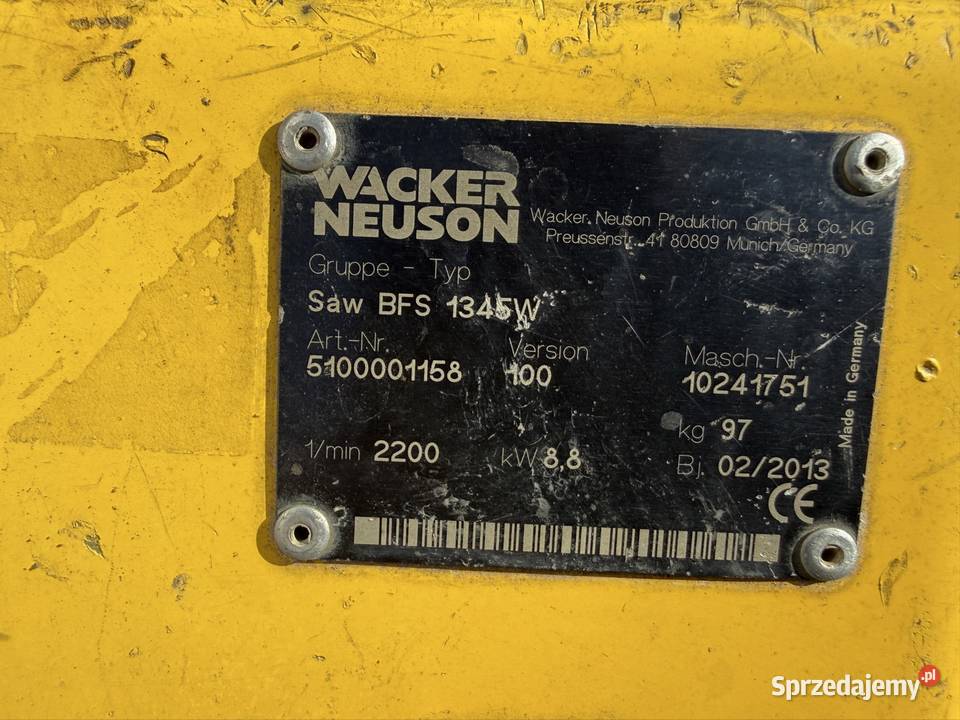 WACKER
NEUSON
Wacker Neuson Produktion GmbH & Co. KG
Preussenstr. 41 80809 Munich/Germany
Gruppe - Typ
Saw BFS 1345W
Art.-Nr. Version Masch.-Nr.
5100001158 100 10241751
kg 97
1/min 2200 kW 8,8 Bj. 02/2013
CE
Made in Germany
Sprzedajemy.pl